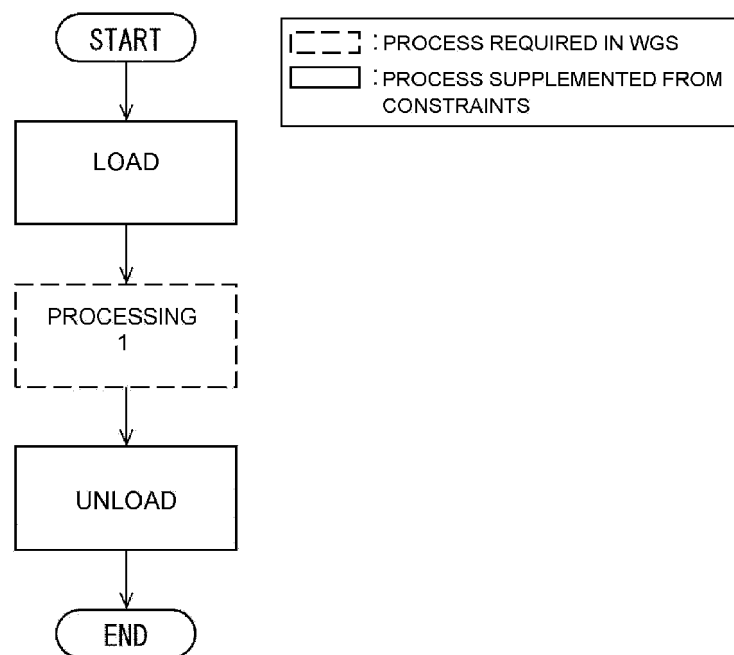 START
: PROCESS REQUIRED IN WGS
: PROCESS SUPPLEMENTED FROM
CONSTRAINTS
LOAD
PROCESSING
1
UNLOAD
END